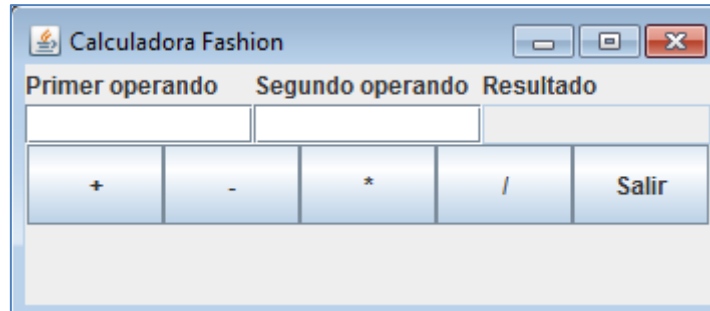 Calculadora Fashion
Primer operando Segundo operando Resultado
+ - * / Salir